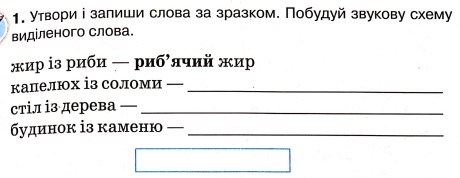 1. Утвори і запиши слова за зразком. Побудуй звукову схему
виділеного слова.
жир із риби — риб’ячий жир
капелюх із соломи —
стіл із дерева —
будинок із каменю —